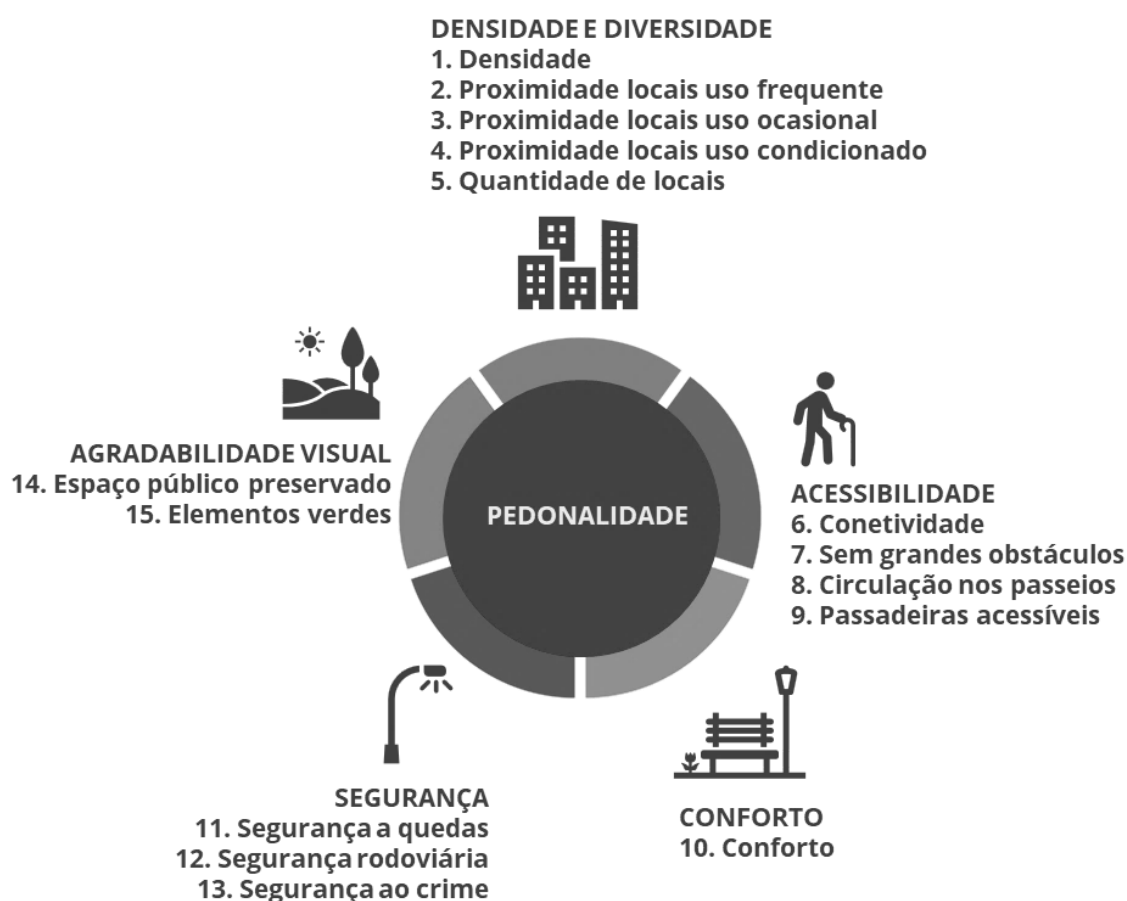 DENSIDADE E DIVERSIDADE
1. Densidade
2. Proximidade locais uso frequente
3. Proximidade locais uso ocasional
4. Proximidade locais uso condicionado
5. Quantidade de locais
ACESSIBILIDADE
6. Conetividade
7. Sem grandes obstáculos
8. Circulação nos passeios
9. Passadeiras acessíveis
CONFORTO
10. Conforto
SEGURANÇA
11. Segurança a quedas
12. Segurança rodoviária
13. Segurança ao crime
AGRADABILIDADE VISUAL
14. Espaço público preservado
15. Elementos verdes
PEDONALIDADE